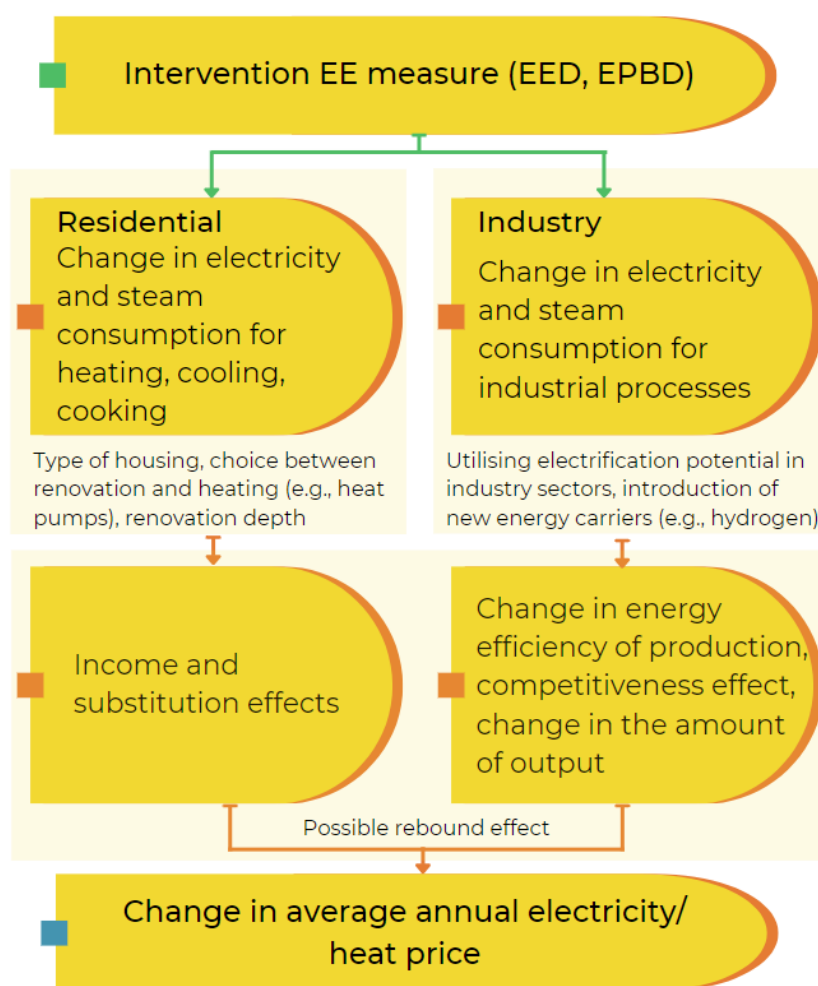 Intervention EE measure (EED, EPBD)
Residential
Change in electricity
and steam
consumption for
heating, cooling,
cooking
Industry
Change in electricity
and steam
consumption for
industrial processes
Type of housing, choice between
renovation and heating (e.g., heat
pumps), renovation depth
Utilising electrification potential in
industry sectors, introduction of
new energy carriers (e.g., hydrogen)
Income and
substitution effects
Change in energy
efficiency of production,
competitiveness effect,
change in the amount
of output
Possible rebound effect
Change in average annual electricity/
heat price